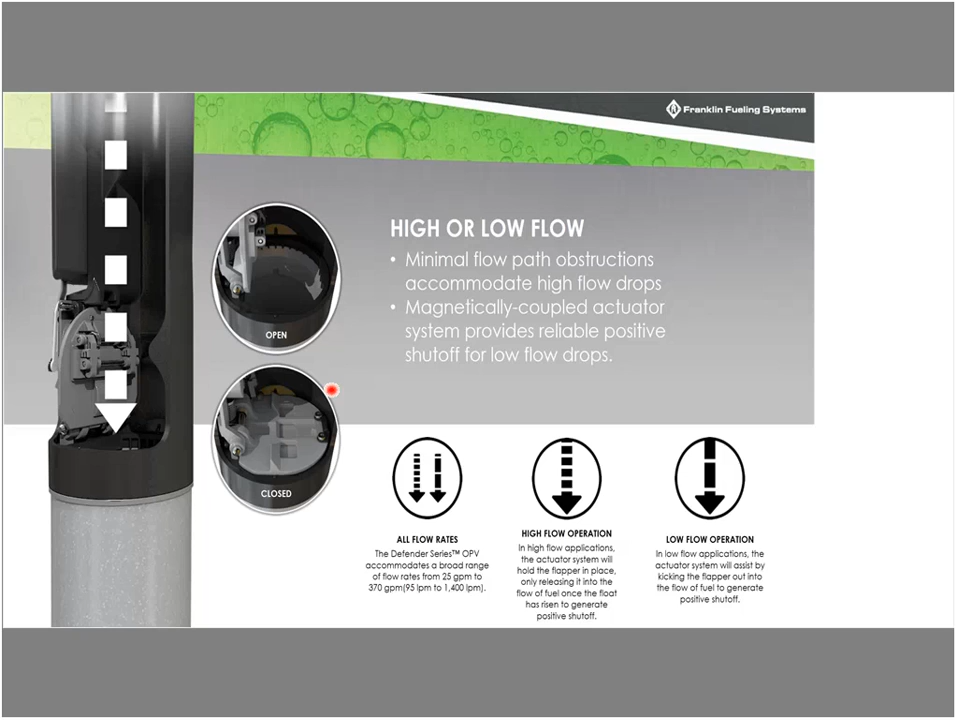 Franklin Fueling Systems
HIGH OR LOW FLOW
• Minimal flow path obstructions
accommodate high flow drops
• Magnetically-coupled actuator
system provides reliable positive
shutoff for low flow drops.
OPEN
CLOSED
ALL FLOW RATES
The Defender Series™ OPV
accommodates a broad range
of flow rates from 25 gpm to
370 gpm(95 lpm to 1,400 lpm).
HIGH FLOW OPERATION
In high flow applications,
the actuator system will
hold the flapper in place,
only releasing it into the
flow of fuel once the float
has risen to generate
positive shutoff.
LOW FLOW OPERATION
In low flow applications, the
actuator system will assist by
kicking the flapper out into
the flow of fuel to generate
positive shutoff.